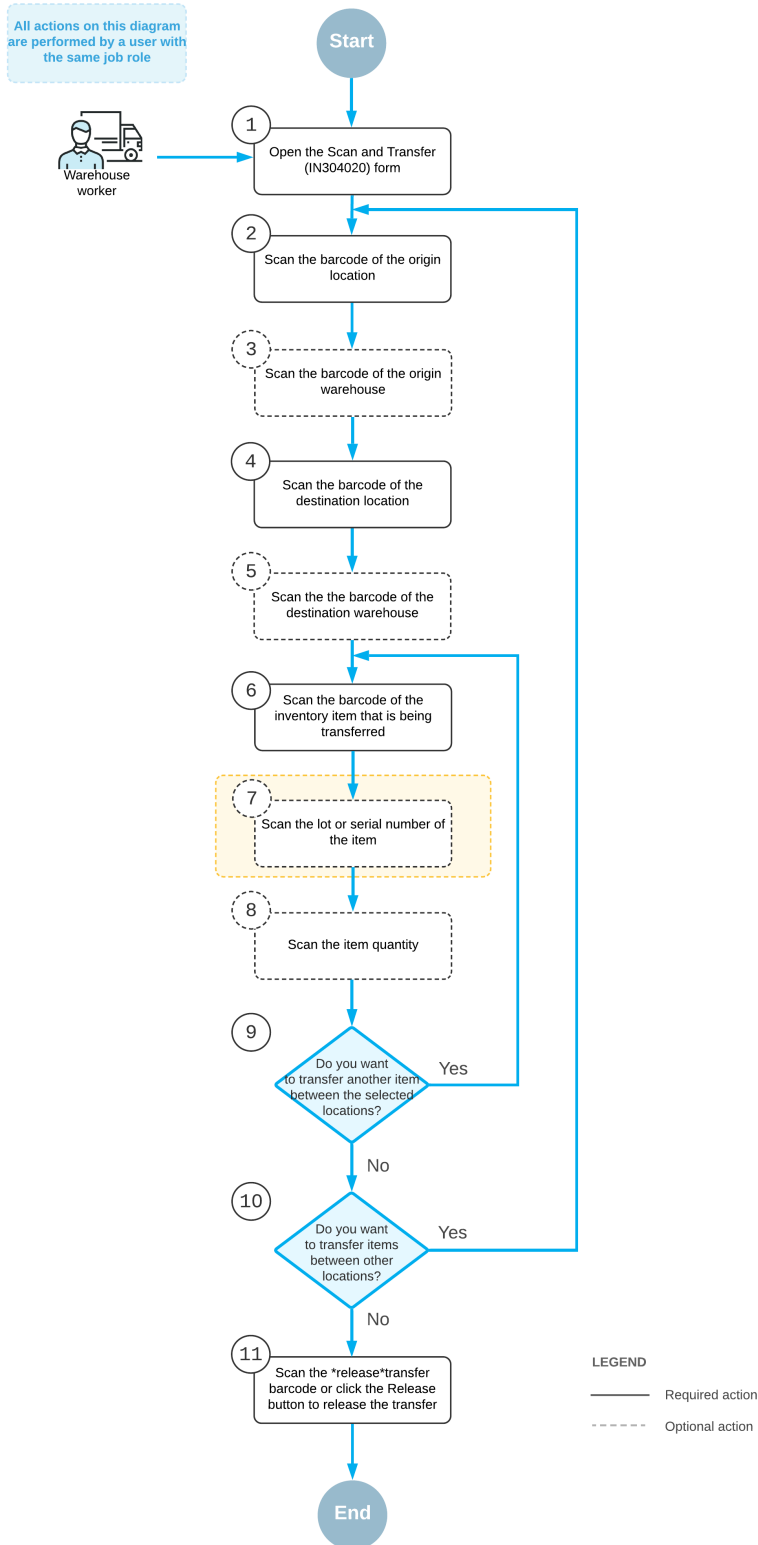 All actions on this diagram
are performed by a user with
the same job role
Start
Warehouse
worker
1
Open the Scan and Transfer
(IN304020) form
2
Scan the barcode of the origin
location
3
Scan the barcode of the origin
warehouse
4
Scan the barcode of the
destination location
5
Scan the the barcode of the
destination warehouse
6
Scan the barcode of the
inventory item that is being
transferred
7
Scan the lot or serial number of
the item
8
Scan the item quantity
9
Do you want
to transfer another item
between the selected
locations?
Yes
No
10
Do you want
to transfer items
between other
locations?
Yes
No
11
Scan the *release*transfer
barcode or click the Release
button to release the transfer
End
LEGEND
Required action
Optional action